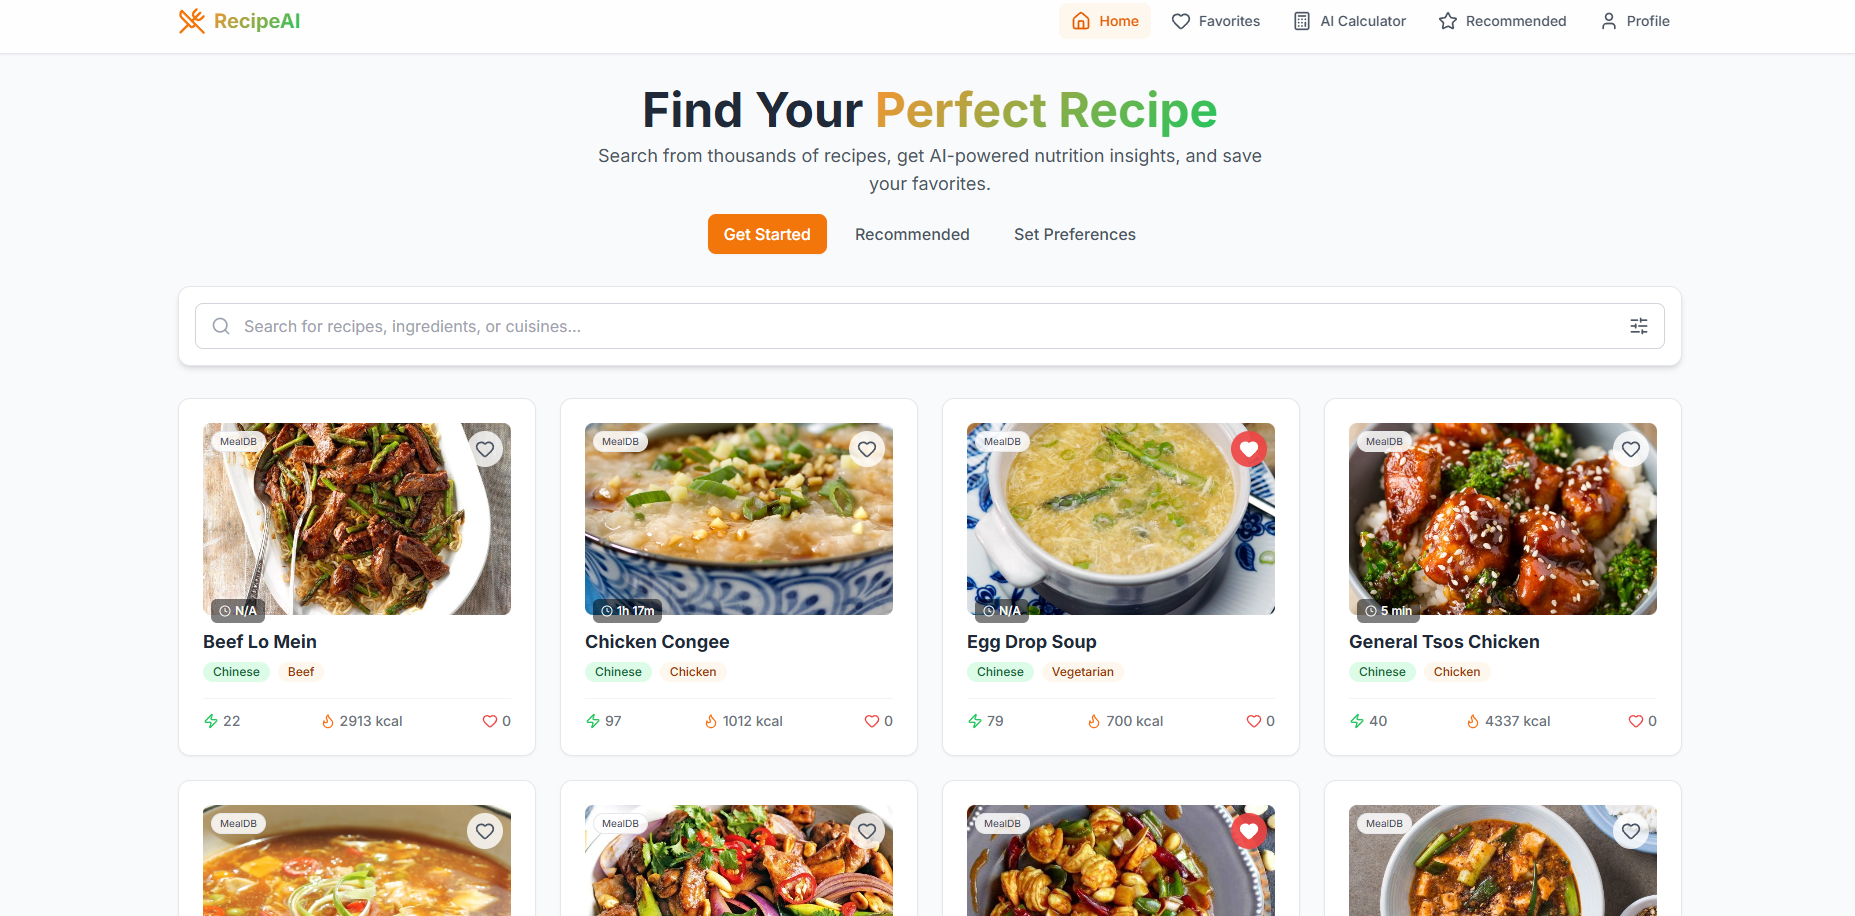 RecipeAI
Home
Favorites
AI Calculator
Recommended
Profile
Find Your Perfect Recipe
Search from thousands of recipes, get AI-powered nutrition insights, and save
your favorites.
Get Started
Recommended
Set Preferences
Search for recipes, ingredients, or cuisines...
MealDB
N/A
Beef Lo Mein
Chinese
Beef
22
2913 kcal
0
MealDB
1h 17m
Chicken Congee
Chinese
Chicken
97
1012 kcal
0
MealDB
N/A
Egg Drop Soup
Chinese
Vegetarian
79
700 kcal
0
MealDB
5 min
General Tsos Chicken
Chinese
Chicken
40
4337 kcal
0
MealDB
MealDB
MealDB
MealDB